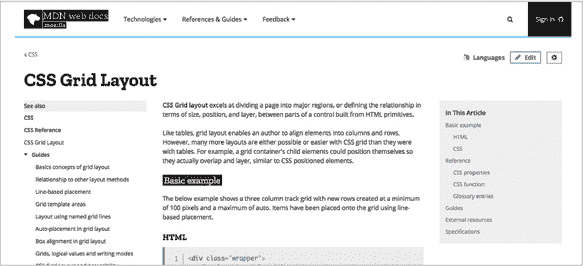 MDN web docs
mozilla
Technologies
References & Guides
Feedback
Sign in
CSS
Languages
Edit
CSS Grid Layout
See also
CSS
CSS Reference
CSS Grid Layout
Guides
Basics concepts of grid layout
Relationship to other layout methods
Line-based placement
Grid template areas
Layout using named grid lines
Auto-placement in grid layout
Box alignment in grid layout
Grids, logical values and writing modes
CSS Grid Layout excels at dividing a page into major regions, or defining the relationship in
terms of size, position, and layer, between parts of a control built from HTML primitives.
Like tables, grid layout enables an author to align elements into columns and rows.
However, many more layouts are either possible or easier with CSS grid than they were
with tables. For example, a grid container's child elements could position themselves so
they actually overlap and layer, similar to CSS positioned elements.
Basic example
The below example shows a three column track grid with new rows created at a minimum
of 100 pixels and a maximum of auto. Items have been placed onto the grid using line-
based placement.
HTML
1 <div class="wrapper">
In This Article
Basic example
HTML
CSS
Reference
CSS properties
CSS function
Glossary entries
Guides
External resources
Specifications